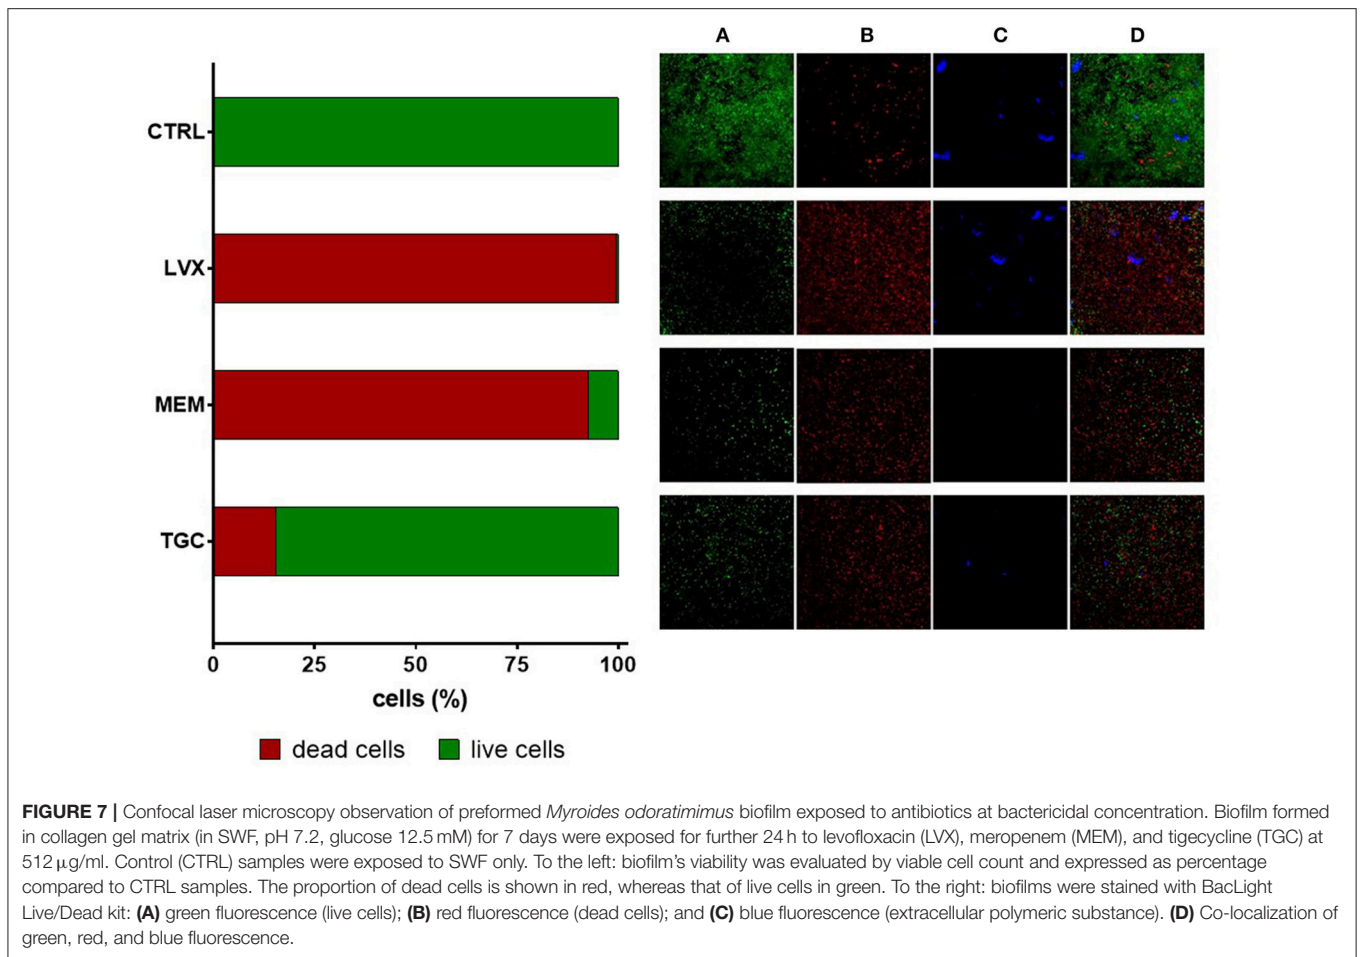 A B C D
CTRL
LVX
MEM
TGC
0 25 50 75 100
cells (%)
dead cells live cells
FIGURE 7 | Confocal laser microscopy observation of preformed Myroides odoratimimus biofilm exposed to antibiotics at bactericidal concentration. Biofilm formed
in collagen gel matrix (in SWF, pH 7.2, glucose 12.5 mM) for 7 days were exposed for further 24 h to levofloxacin (LVX), meropenem (MEM), and tigecycline (TGC) at
512 μg/ml. Control (CTRL) samples were exposed to SWF only. To the left: biofilm's viability was evaluated by viable cell count and expressed as percentage
compared to CTRL samples. The proportion of dead cells is shown in red, whereas that of live cells in green. To the right: biofilms were stained with BacLight
Live/Dead kit: (A) green fluorescence (live cells); (B) red fluorescence (dead cells); and (C) blue fluorescence (extracellular polymeric substance). (D) Co-localization of
green, red, and blue fluorescence.